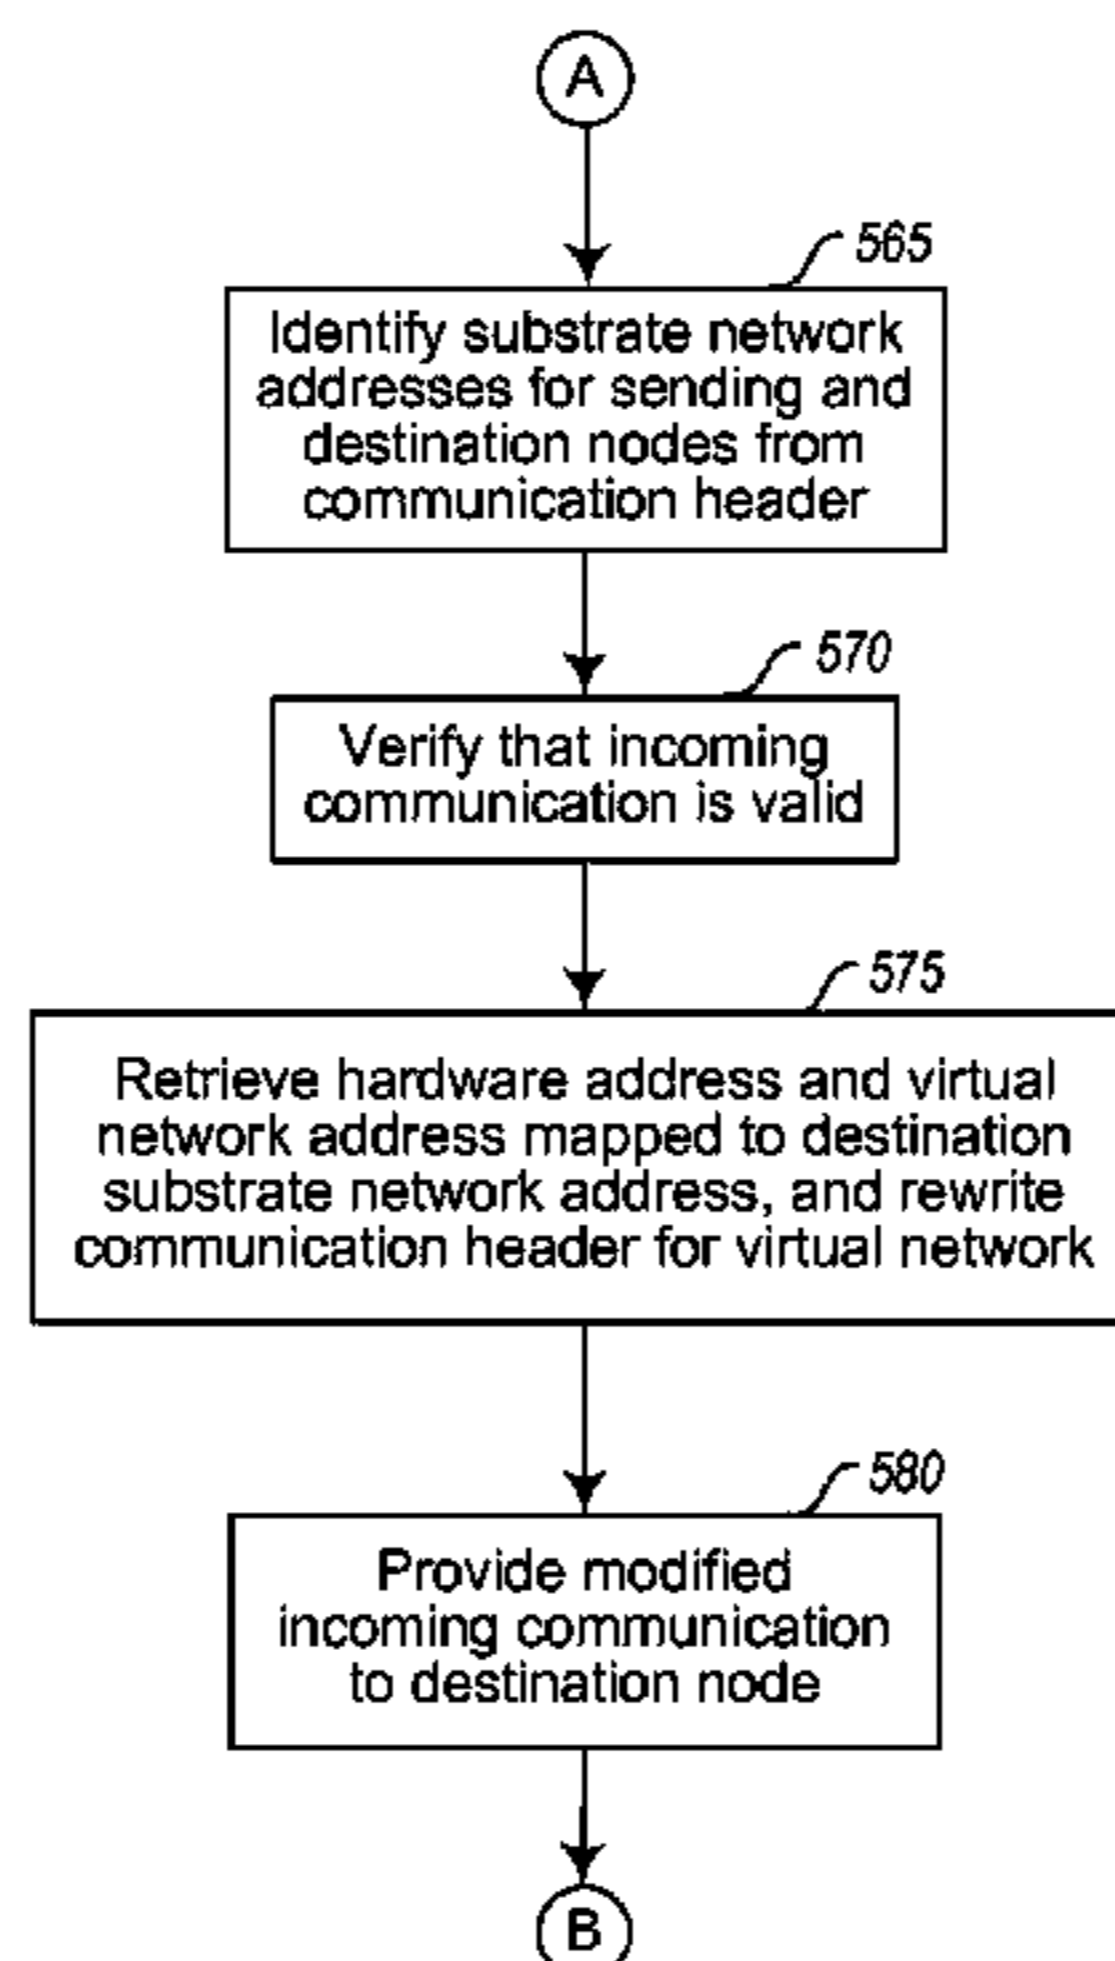 A
565
Identify substrate network
addresses for sending and
destination nodes from
communication header
570
Verify that incoming
communication is valid
575
Retrieve hardware address and virtual
network address mapped to destination
substrate network address, and rewrite
communication header for virtual network
580
Provide modified
incoming communication
to destination node
B